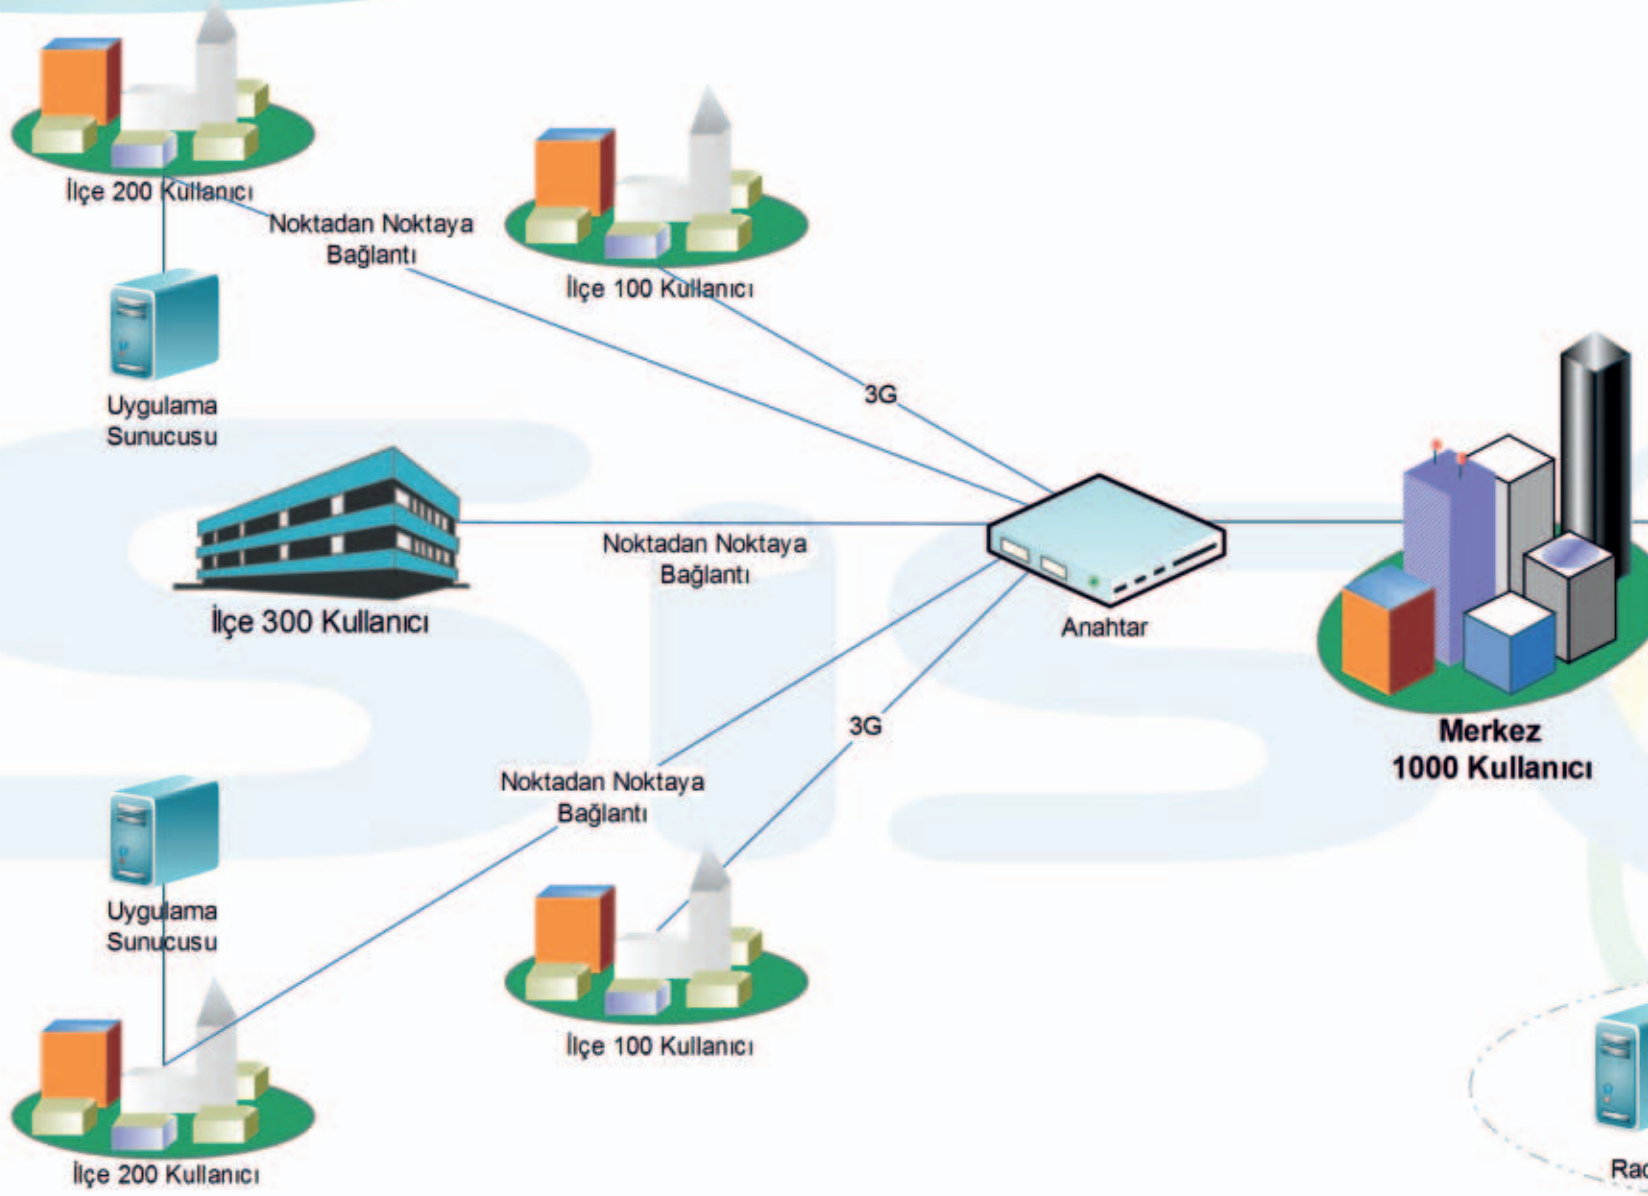 İlçe 200 Kullanıcı
Noktadan Noktaya
Bağlantı
İlçe 100 Kullanıcı
3G
Uygulama
Sunucusu
Noktadan Noktaya
Bağlantı
İlçe 300 Kullanıcı
Anahtar
3G
Merkez
1000 Kullanıcı
Noktadan Noktaya
Bağlantı
Uygulama
Sunucusu
İlçe 100 Kullanıcı
İlçe 200 Kullanıcı